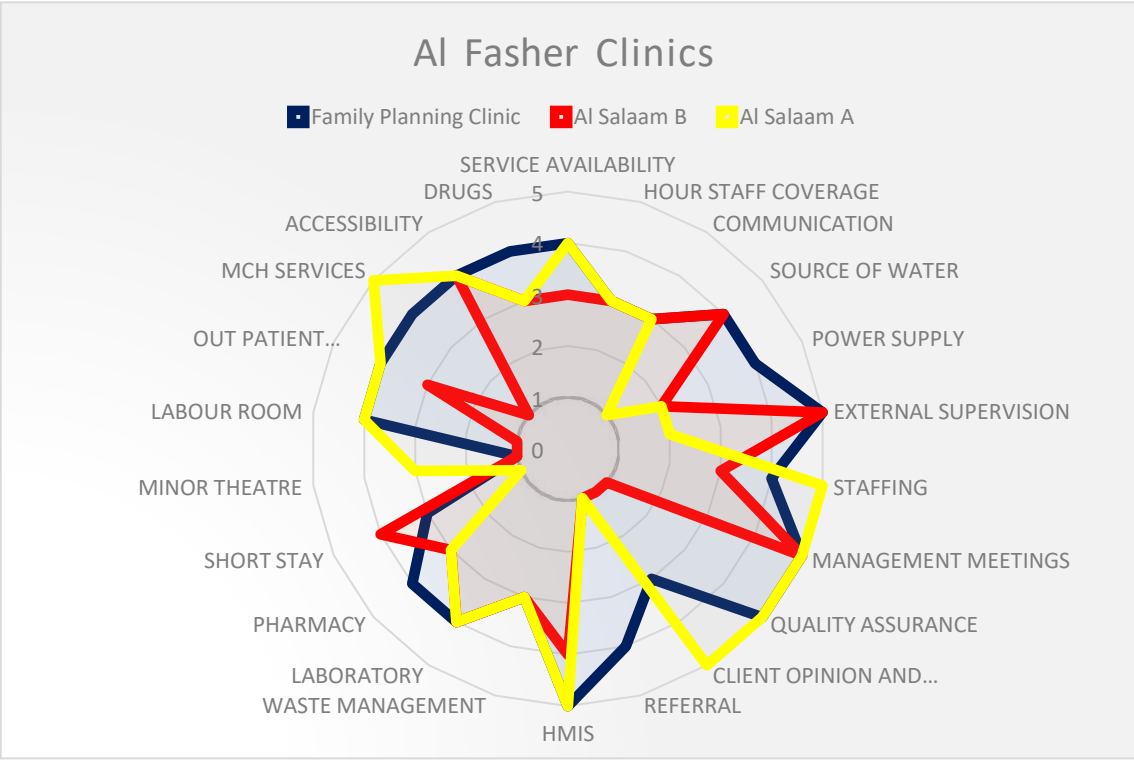 Al Fasher Clinics
Family Planning Clinic Al Salaam B Al Salaam A
SERVICE AVAILABILITY
HOUR STAFF COVERAGE
COMMUNICATION
SOURCE OF WATER
POWER SUPPLY
EXTERNAL SUPERVISION
STAFFING
MANAGEMENT MEETINGS
QUALITY ASSURANCE
CLIENT OPINION AND...
REFERRAL
HMIS
WASTE MANAGEMENT
LABORATORY
PHARMACY
SHORT STAY
MINOR THEATRE
LABOUR ROOM
OUT PATIENT...
MCH SERVICES
ACCESSIBILITY
DRUGS
5
4
3
2
1
0